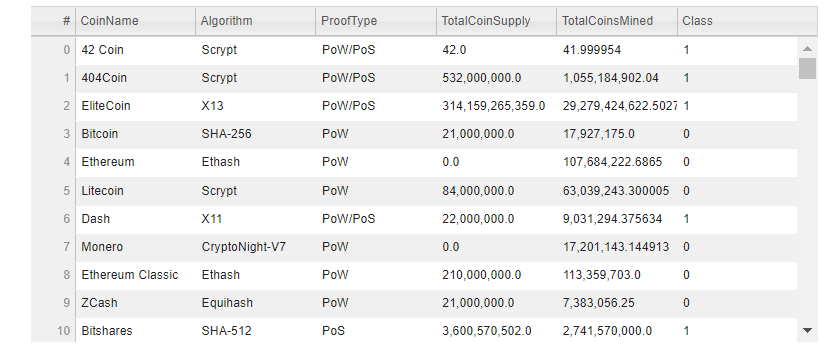 # CoinName Algorithm ProofType TotalCoinSupply TotalCoinsMined Class
0 42 Coin Scrypt PoW/PoS 42.0 41.999954 1
1 404Coin Scrypt PoW/PoS 532,000,000.0 1,055,184,902.04 1
2 EliteCoin X13 PoW/PoS 314,159,265,359.0 29,279,424,622.5027 1
3 Bitcoin SHA-256 PoW 21,000,000.0 17,927,175.0 0
4 Ethereum Ethash PoW 0.0 107,684,222.6865 0
5 Litecoin Scrypt PoW 84,000,000.0 63,039,243.300005 0
6 Dash X11 PoW/PoS 22,000,000.0 9,031,294.375634 1
7 Monero CryptoNight-V7 PoW 0.0 17,201,143.144913 0
8 Ethereum Classic Ethash PoW 210,000,000.0 113,359,703.0 0
9 ZCash Equihash PoW 21,000,000.0 7,383,056.25 0
10 Bitshares SHA-512 PoS 3,600,570,502.0 2,741,570,000.0 1